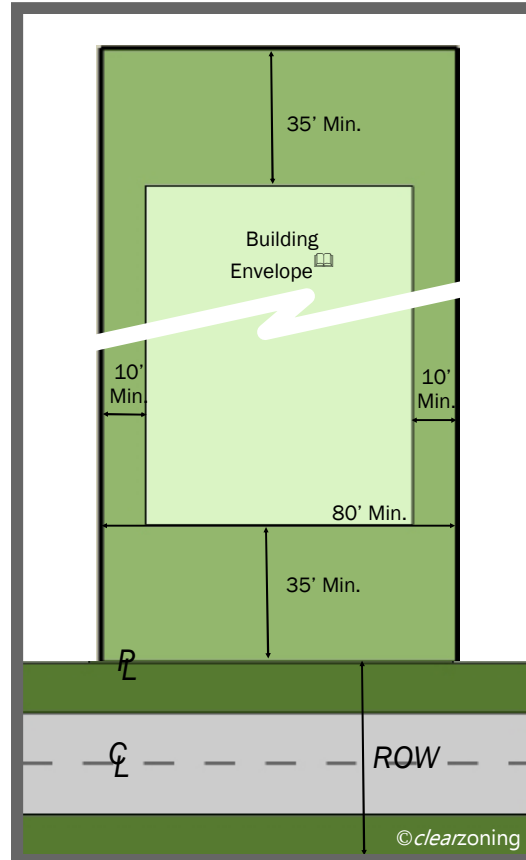 35’ Min.
Building
Envelope
10’
Min.
10’
Min.
80’ Min.
35’ Min.
PL
CL
ROW
©clearzoning